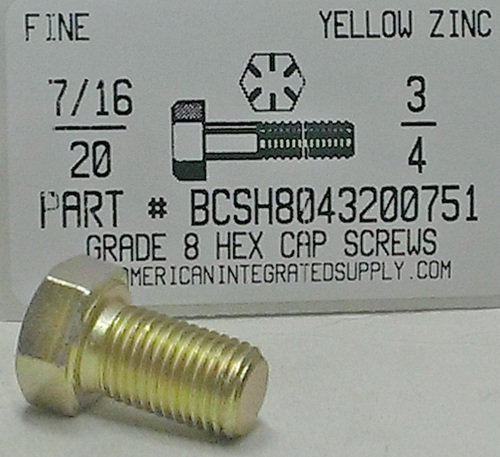 FINE YELLOW ZINC
7/16 3
20 4
PART # BCSH8043200751
GRADE 8 HEX CAP SCREWS
AMERICANINTEGRATEDSUPPLY.COM